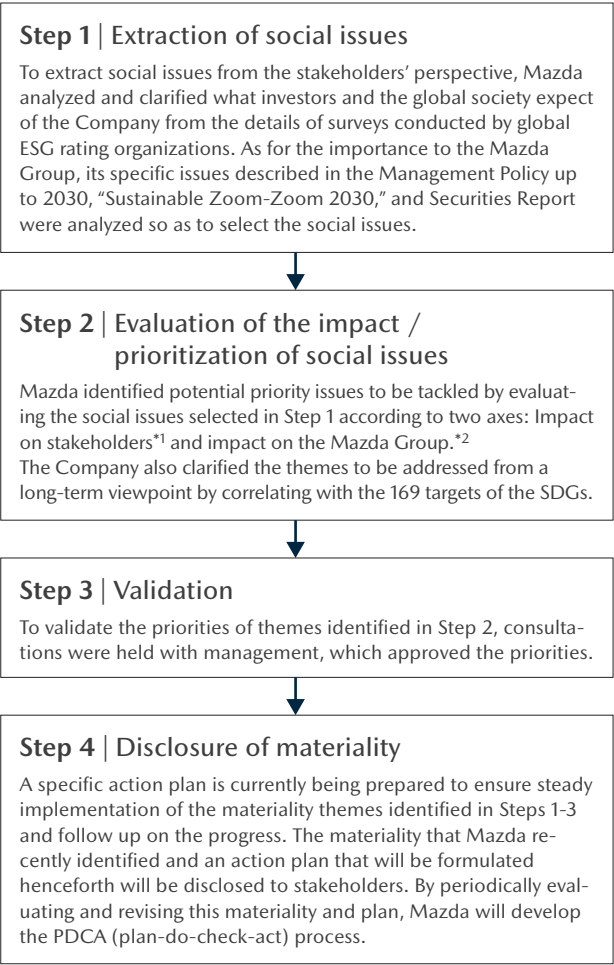 Step 1 | Extraction of social issues
To extract social issues from the stakeholders’ perspective, Mazda
analyzed and clarified what investors and the global society expect
of the Company from the details of surveys conducted by global
ESG rating organizations. As for the importance to the Mazda
Group, its specific issues described in the Management Policy up
to 2030, “Sustainable Zoom-Zoom 2030,” and Securities Report
were analyzed so as to select the social issues.
Step 2 | Evaluation of the impact /
prioritization of social issues
Mazda identified potential priority issues to be tackled by evaluat-
ing the social issues selected in Step 1 according to two axes: Impact
on stakeholders*1 and impact on the Mazda Group.*2
The Company also clarified the themes to be addressed from a
long-term viewpoint by correlating with the 169 targets of the SDGs.
Step 3 | Validation
To validate the priorities of themes identified in Step 2, consulta-
tions were held with management, which approved the priorities.
Step 4 | Disclosure of materiality
A specific action plan is currently being prepared to ensure steady
implementation of the materiality themes identified in Steps 1-3
and follow up on the progress. The materiality that Mazda re-
cently identified and an action plan that will be formulated
henceforth will be disclosed to stakeholders. By periodically eval-
uating and revising this materiality and plan, Mazda will develop
the PDCA (plan-do-check-act) process.